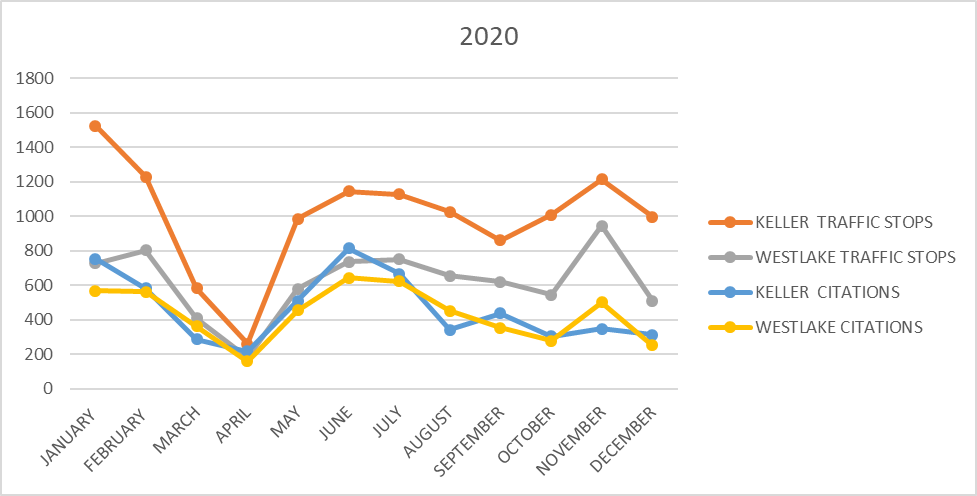 2020
1800
1600
1400
1200
1000
800
600
400
200
0
JANUARY
FEBRUARY
MARCH
APRIL
MAY
JUNE
JULY
AUGUST
SEPTEMBER
OCTOBER
NOVEMBER
DECEMBER
KELLER TRAFFIC STOPS
WESTLAKE TRAFFIC STOPS
KELLER CITATIONS
WESTLAKE CITATIONS